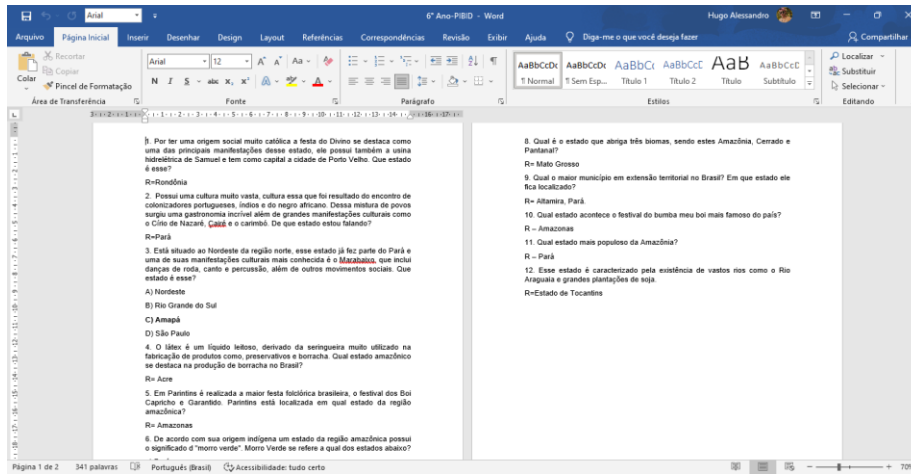 Arial
6° Ano-PIBID - Word
Hugo Alessandro
Arquivo Página Inicial Inserir Desenhar Design Layout Referências Correspondências Revisão Exibir Ajuda Diga-me o que você deseja fazer Compartilhar
Colar
Recortar
Copiar
Pincel de Formatação
Área de Transferência
Arial 12
N I S abc x, x²
Fonte
Parágrafo
AaBbCcDc AaBbCcDc AaBbCc AaBbCcE AaB AaBbCcE
¶ Normal ¶ Sem Esp... Título 1 Título 2 Título Subtítulo
Estilos
Localizar
Substituir
Selecionar
Editando
1. Por ter uma origem social muito católica a festa do Divino se destaca como
uma das principais manifestações desse estado, ele possui também a usina
hidrelétrica de Samuel e tem como capital a cidade de Porto Velho. Que estado
é esse?
R=Rondônia
2. Possui uma cultura muito vasta, cultura essa que foi resultado do encontro de
colonizadores portugueses, índios e do negro africano. Dessa mistura de povos
surgiu uma gastronomia incrível além de grandes manifestações culturais como
o Círio de Nazaré, Çairé e o carimbó. De que estado estou falando?
R=Pará
3. Está situado ao Nordeste da região norte, esse estado já fez parte do Pará e
uma de suas manifestações culturais mais conhecida é o Marabaixo, que inclui
danças de roda, canto e percussão, além de outros movimentos sociais. Que
estado é esse?
A) Nordeste
B) Rio Grande do Sul
C) Amapá
D) São Paulo
4. O látex é um líquido leitoso, derivado da seringueira muito utilizado na
fabricação de produtos como, preservativos e borracha. Qual estado amazônico
se destaca na produção de borracha no Brasil?
R= Acre
5. Em Parintins é realizada a maior festa folclórica brasileira, o festival dos Boi
Capricho e Garantido. Parintins está localizada em qual estado da região
amazônica?
R= Amazonas
6. De acordo com sua origem indígena um estado da região amazônica possui
o significado d "morro verde". Morro Verde se refere a qual dos estados abaixo?
8. Qual é o estado que abriga três biomas, sendo estes Amazônia, Cerrado e
Pantanal?
R= Mato Grosso
9. Qual o maior município em extensão territorial no Brasil? Em que estado ele
fica localizado?
R= Altamira, Pará.
10. Qual estado acontece o festival do bumba meu boi mais famoso do país?
R – Amazonas
11. Qual estado mais populoso da Amazônia?
R – Pará
12. Esse estado é caracterizado pela existência de vastos rios como o Rio
Araguaia e grandes plantações de soja.
R=Estado de Tocantins
Página 1 de 2 341 palavras Português (Brasil) Acessibilidade: tudo certo 70%